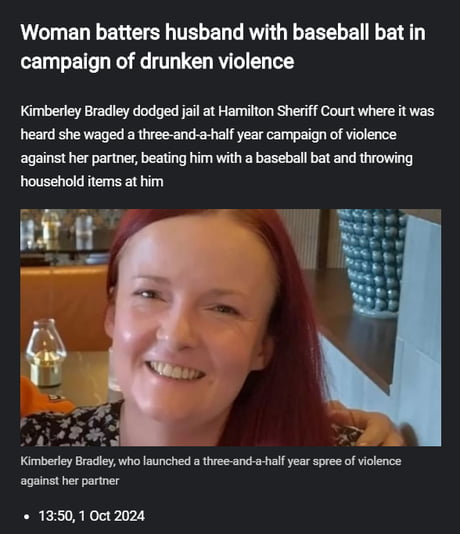 Woman batters husband with baseball bat in
campaign of drunken violence
Kimberley Bradley dodged jail at Hamilton Sheriff Court where it was
heard she waged a three-and-a-half year campaign of violence
against her partner, beating him with a baseball bat and throwing
household items at him
Kimberley Bradley, who launched a three-and-a-half year spree of violence
against her partner
• 13:50, 1 Oct 2024